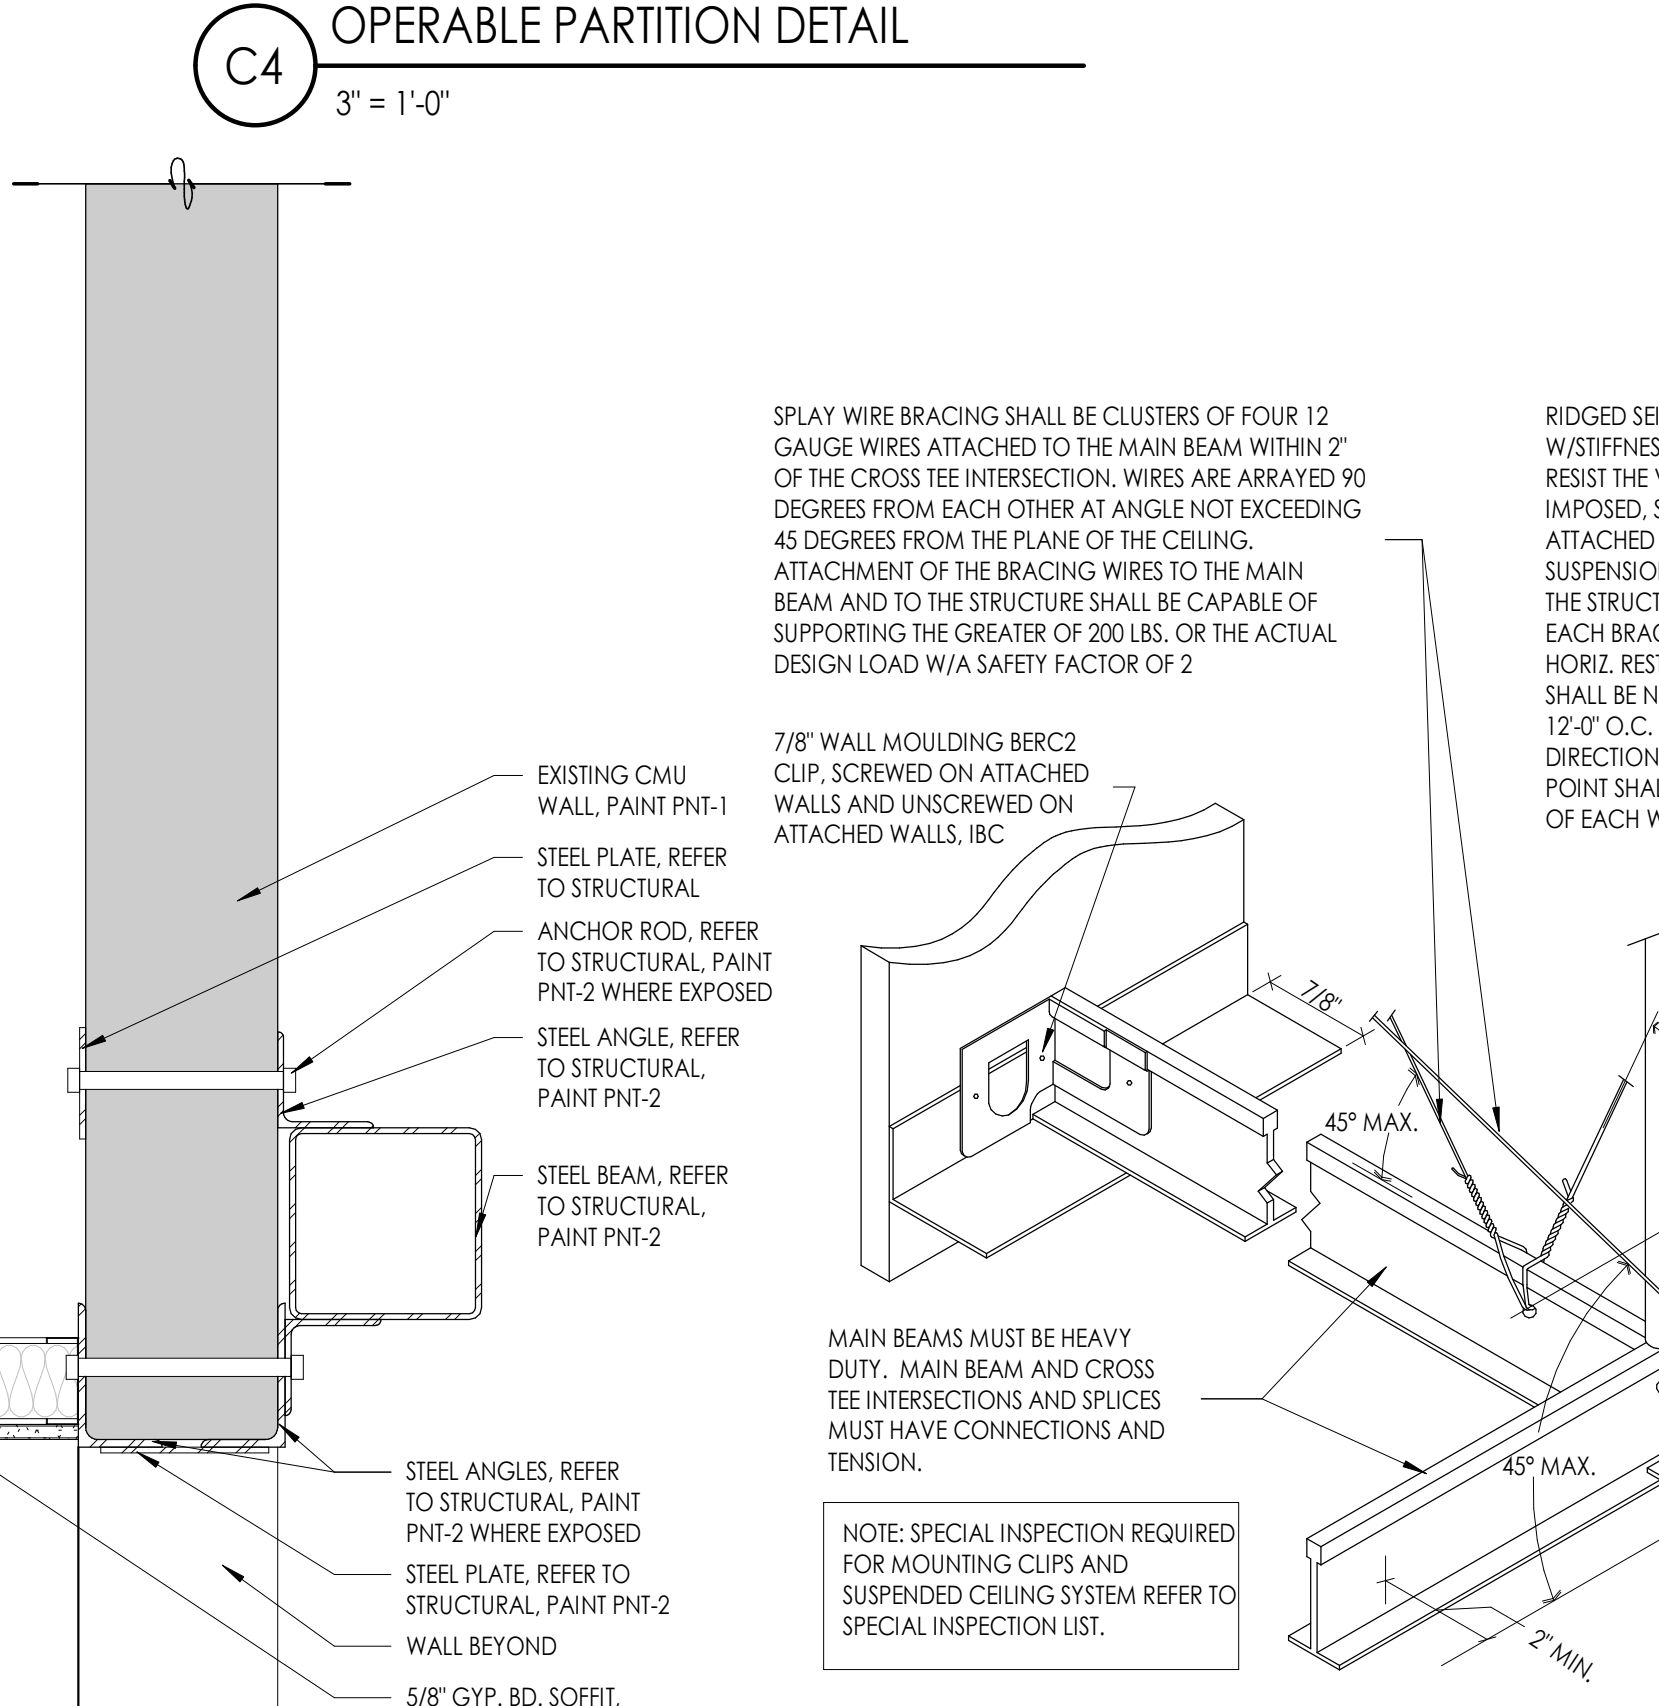 OPERABLE PARTITION DETAIL
C4
3" = 1'-0"
SPLAY WIRE BRACING SHALL BE CLUSTERS OF FOUR 12
GAUGE WIRES ATTACHED TO THE MAIN BEAM WITHIN 2"
OF THE CROSS TEE INTERSECTION. WIRES ARE ARRAYED 90
DEGREES FROM EACH OTHER AT ANGLE NOT EXCEEDING
45 DEGREES FROM THE PLANE OF THE CEILING.
ATTACHMENT OF THE BRACING WIRES TO THE MAIN
BEAM AND TO THE STRUCTURE SHALL BE CAPABLE OF
SUPPORTING THE GREATER OF 200 LBS. OR THE ACTUAL
DESIGN LOAD W/A SAFETY FACTOR OF 2
RIDGED SEI
W/STIFFNES
RESIST THE
IMPOSED, S
ATTACHED
SUSPENSIO
THE STRUCT
EACH BRAC
HORIZ. REST
SHALL BE N
12'-0" O.C.
DIRECTION
POINT SHAL
OF EACH W
7/8" WALL MOULDING BERC2
CLIP, SCREWED ON ATTACHED
WALLS AND UNSCREWED ON
ATTACHED WALLS, IBC
EXISTING CMU
WALL, PAINT PNT-1
STEEL PLATE, REFER
TO STRUCTURAL
ANCHOR ROD, REFER
TO STRUCTURAL, PAINT
PNT-2 WHERE EXPOSED
STEEL ANGLE, REFER
TO STRUCTURAL,
PAINT PNT-2
STEEL BEAM, REFER
TO STRUCTURAL,
PAINT PNT-2
7/8"
45° MAX.
MAIN BEAMS MUST BE HEAVY
DUTY. MAIN BEAM AND CROSS
TEE INTERSECTIONS AND SPLICES
MUST HAVE CONNECTIONS AND
TENSION.
45° MAX.
2" MIN.
NOTE: SPECIAL INSPECTION REQUIRED
FOR MOUNTING CLIPS AND
SUSPENDED CEILING SYSTEM REFER TO
SPECIAL INSPECTION LIST.
STEEL ANGLES, REFER
TO STRUCTURAL, PAINT
PNT-2 WHERE EXPOSED
STEEL PLATE, REFER TO
STRUCTURAL, PAINT PNT-2
WALL BEYOND
5/8" GYP. BD. SOFFIT,